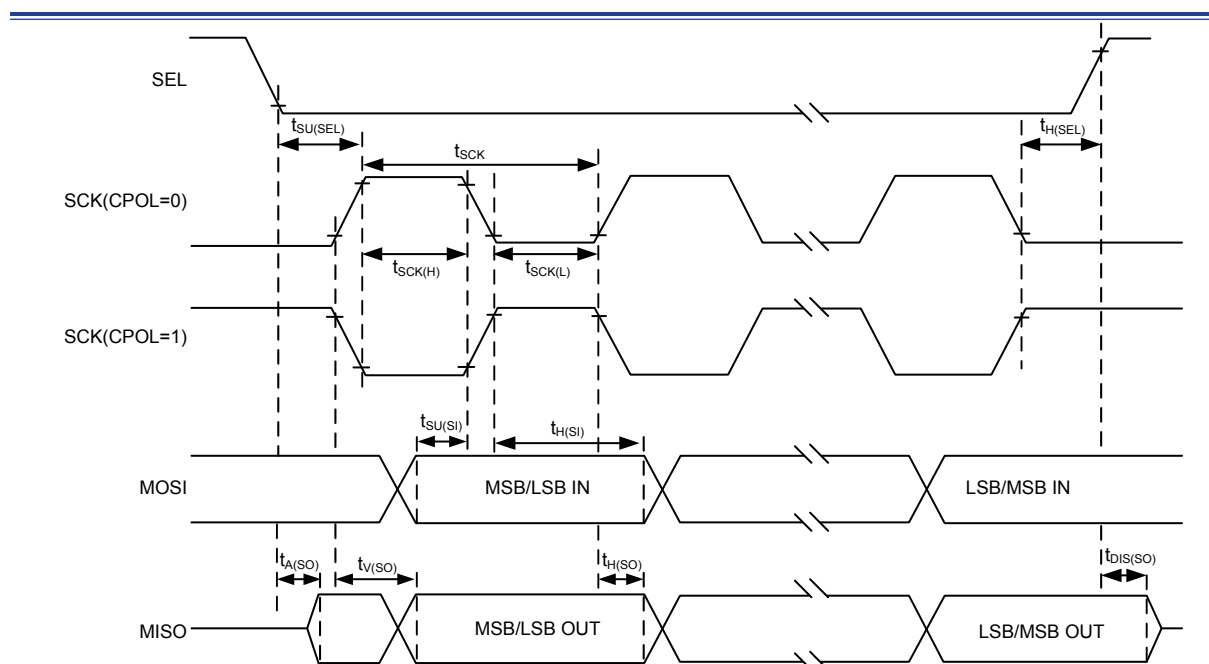 SEL
tSU(SEL)
tH(SEL)
tSCK
SCK(CPOL=0)
tSCK(H)
tSCK(L)
SCK(CPOL=1)
tSU(SI)
tH(SI)
MOSI
MSB/LSB IN
LSB/MSB IN
tA(SO)
tV(SO)
tH(SO)
tDIS(SO)
MISO
MSB/LSB OUT
LSB/MSB OUT